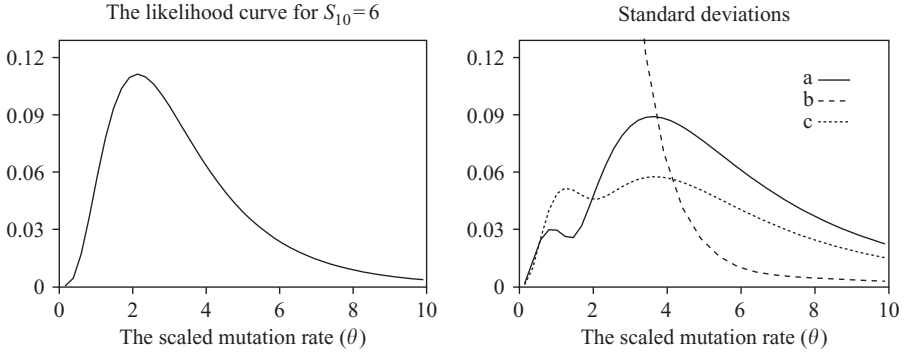 The likelihood curve for S10=6
0.12
0.09
0.06
0.03
0
0 2 4 6 8 10
The scaled mutation rate (θ)
Standard deviations
0.12
0.09
0.06
0.03
0
a
b
c
0 2 4 6 8 10
The scaled mutation rate (θ)